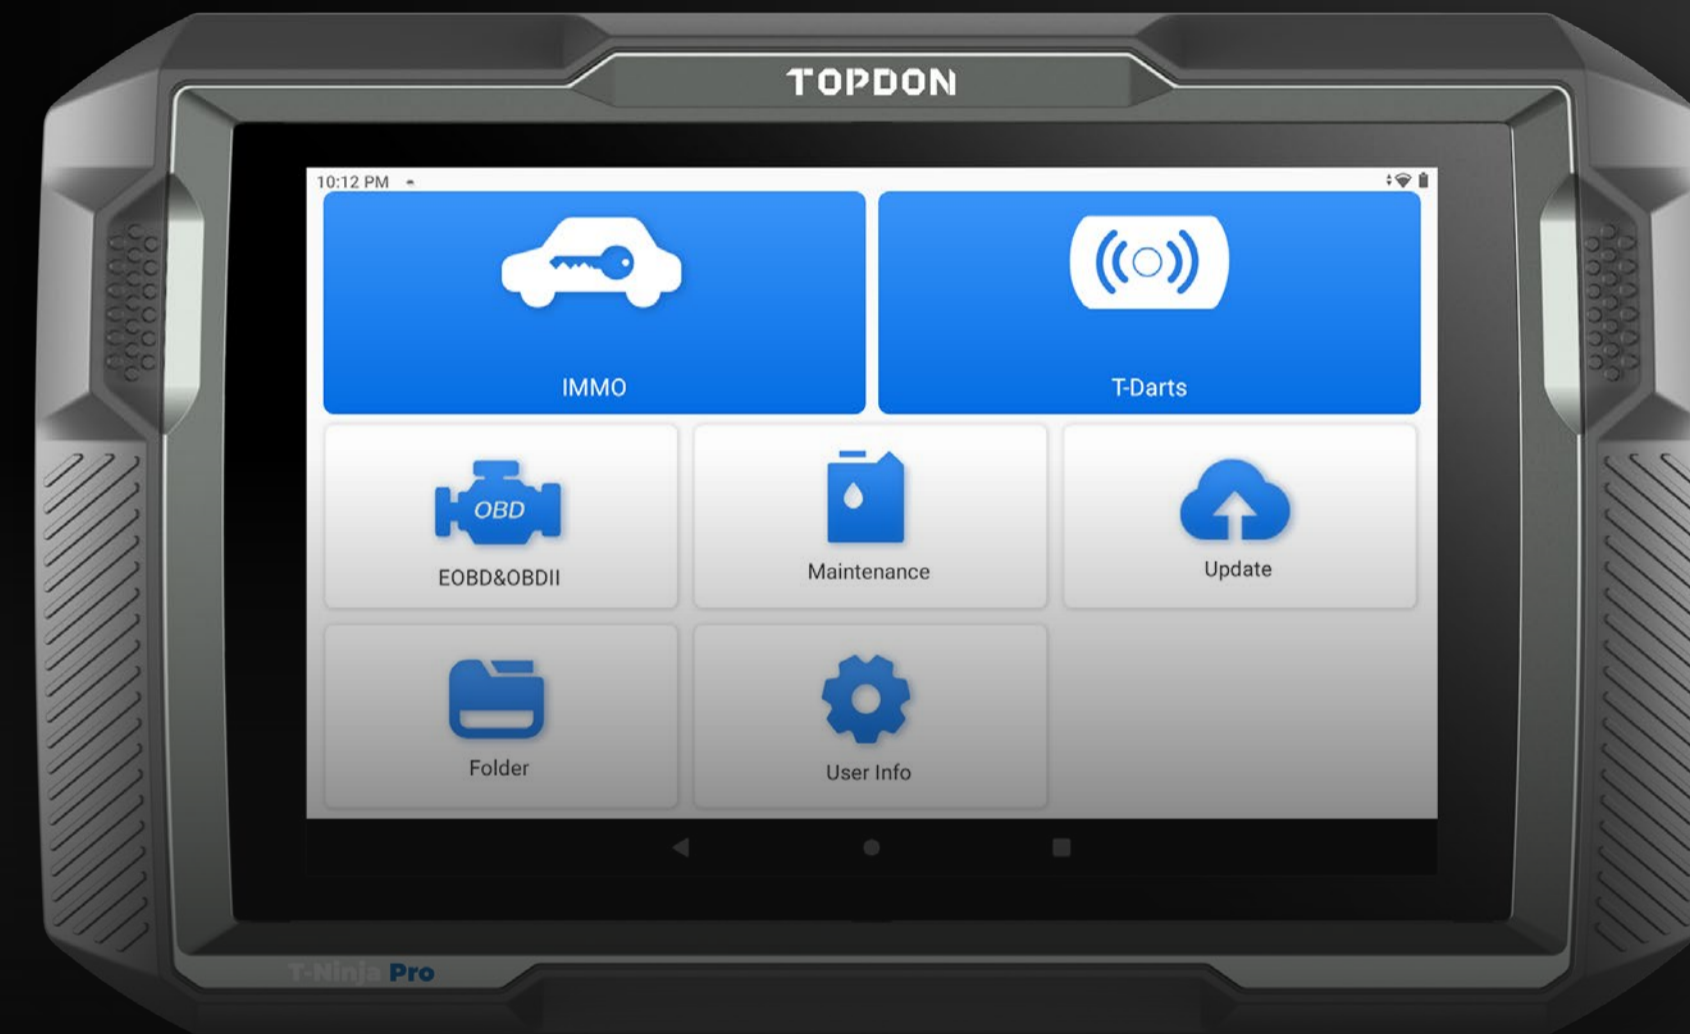 TOPDON
10:12 PM
IMMO
T-Darts
OBD
EOBD&OBDII
Maintenance
Update
Folder
User Info
T-Ninja Pro